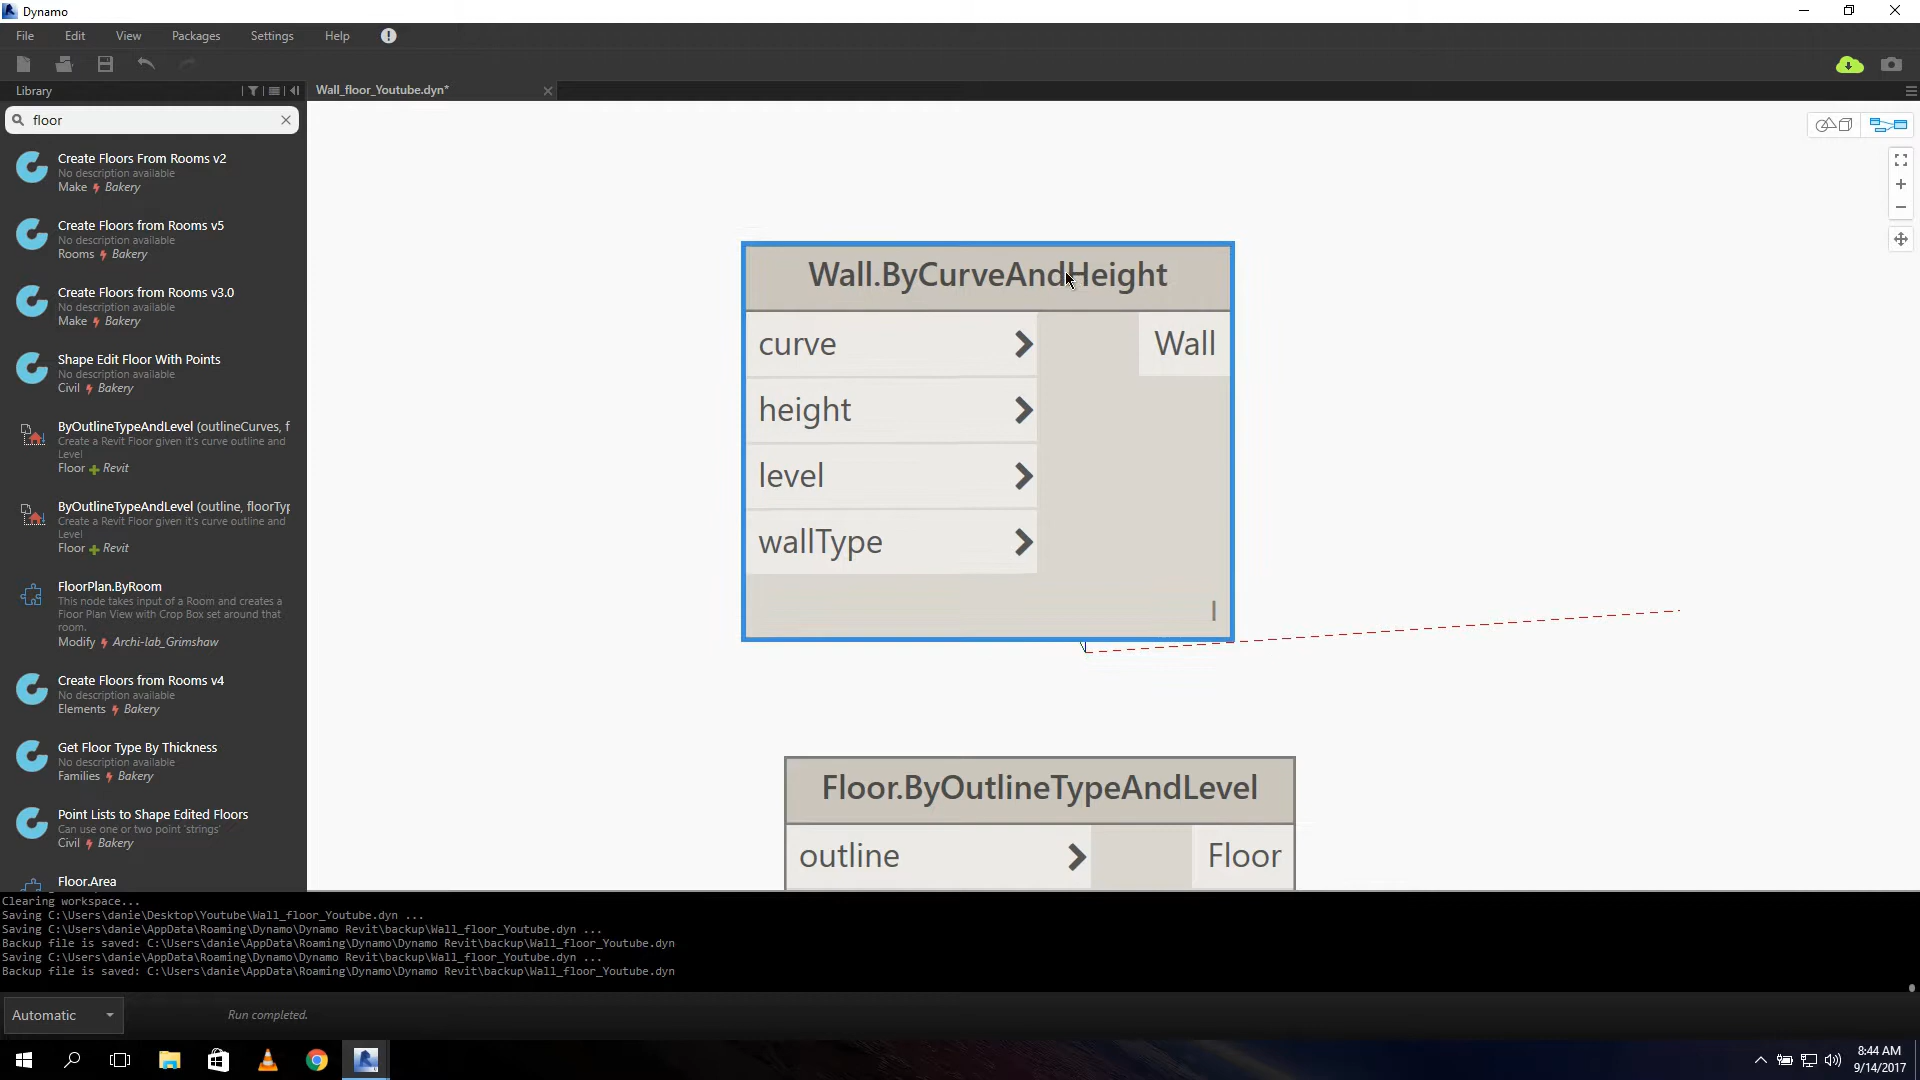 Dynamo
File Edit View Packages Settings Help
Library
Wall_floor_Youtube.dyn*
floor
Create Floors From Rooms v2
No description available
Make Bakery
Create Floors from Rooms v5
No description available
Rooms Bakery
Create Floors from Rooms v3.0
No description available
Make Bakery
Shape Edit Floor With Points
No description available
Civil Bakery
ByOutlineTypeAndLevel (outlineCurves, f
Create a Revit Floor given it's curve outline and
Level
Floor Revit
ByOutlineTypeAndLevel (outline, floorTyp
Create a Revit Floor given it's curve outline and
Level
Floor Revit
FloorPlan.ByRoom
This node takes input of a Room and creates a
Floor Plan View with Crop Box set around that
room.
Modify Archi-lab_Grimshaw
Create Floors from Rooms v4
No description available
Elements Bakery
Get Floor Type By Thickness
No description available
Families Bakery
Point Lists to Shape Edited Floors
Can use one or two point 'strings'
Civil Bakery
Floor.Area
Wall.ByCurveAndHeight
curve
Wall
height
level
wallType
Floor.ByOutlineTypeAndLevel
outline
Floor
Clearing workspace...
Saving C:\Users\danie\Desktop\Youtube\Wall_floor_Youtube.dyn ...
Saving C:\Users\danie\AppData\Roaming\Dynamo\Dynamo Revit\backup\Wall_floor_Youtube.dyn ...
Backup file is saved: C:\Users\danie\AppData\Roaming\Dynamo\Dynamo Revit\backup\Wall_floor_Youtube.dyn
Saving C:\Users\danie\AppData\Roaming\Dynamo\Dynamo Revit\backup\Wall_floor_Youtube.dyn ...
Backup file is saved: C:\Users\danie\AppData\Roaming\Dynamo\Dynamo Revit\backup\Wall_floor_Youtube.dyn
Automatic
Run completed.
8:44 AM
9/14/2017